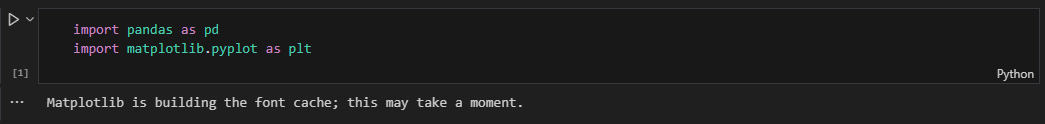 import pandas as pd
import matplotlib.pyplot as plt
[1]
Python
Matplotlib is building the font cache; this may take a moment.